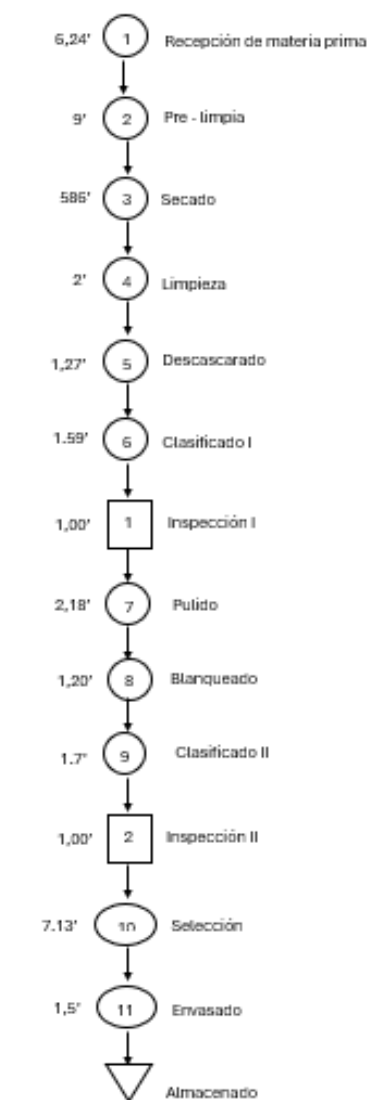 6,24' 1 Recepción de materia prima
9' 2 Pre - limpia
586' 3 Secado
2' 4 Limpieza
1,27' 5 Descascarado
1.59' 6 Clasificado I
1,00' 1 Inspección I
2,18' 7 Pulido
1,20' 8 Blanqueado
1.7' 9 Clasificado II
1,00' 2 Inspección II
7.13' 10 Selección
1,5' 11 Envasado
Almacenado